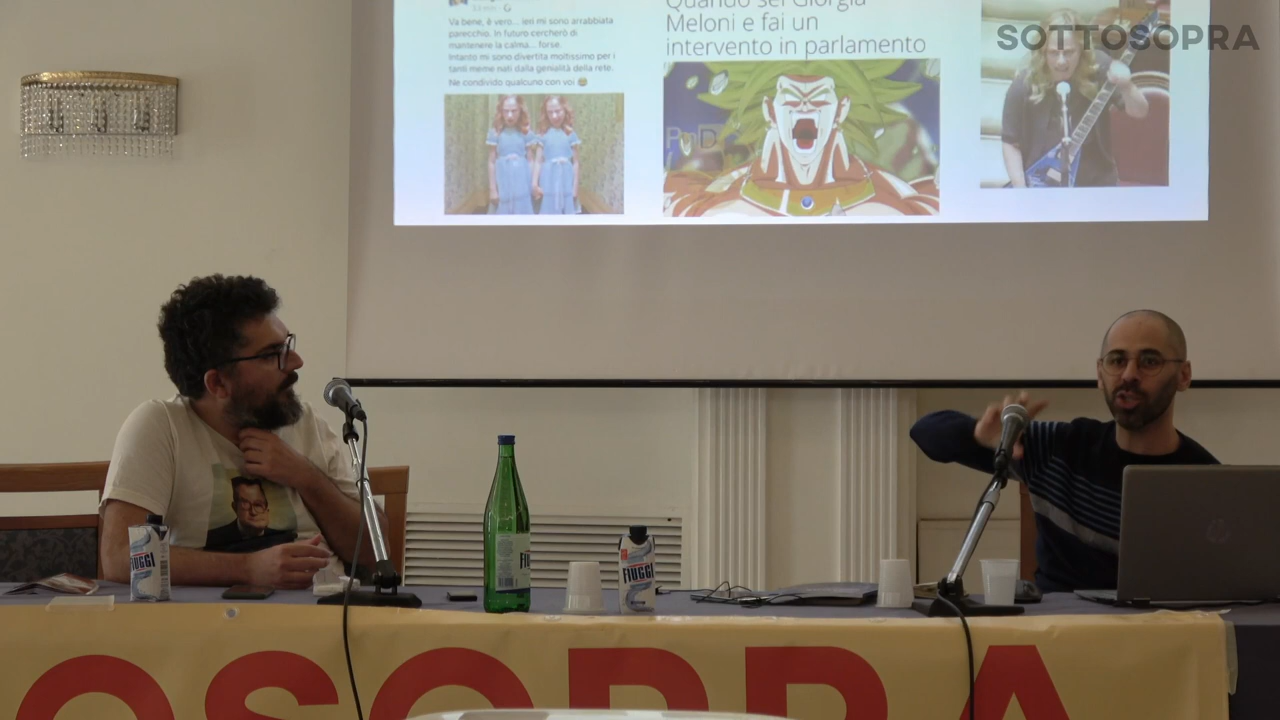 33 min.
Va bene, è vero... ieri mi sono arrabbiata
parecchio. In futuro cercherò di
mantenere la calma... forse.
Intanto mi sono divertita moltissimo per i
tanti meme nati dalla genialità della rete.
Ne condivido qualcuno con voi
Quando sei Giorgia
Meloni e fai un
intervento in parlamento
SOTTOSOPRA
FIUGGI
FIUGGI
OSOPRA